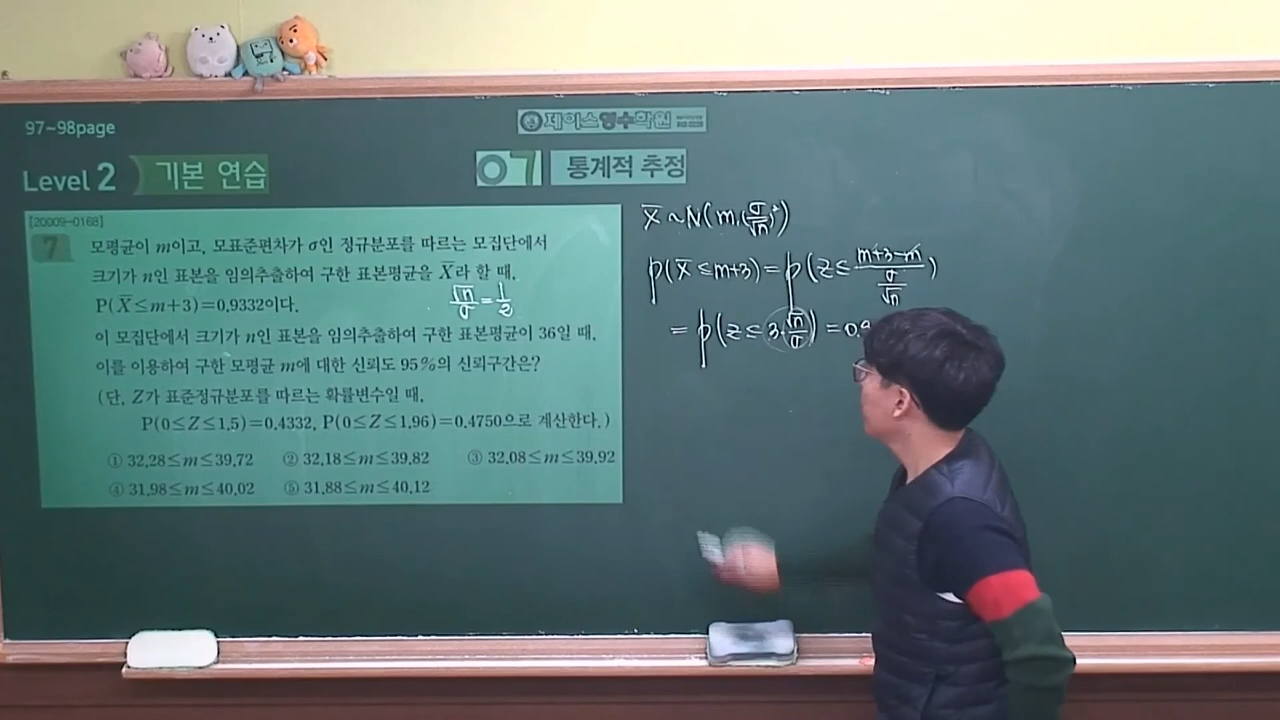 97~98page
제이스영수학원
Level 2 기본 연습
07 통계적 추정
[20009-0168]
7 모평균이 m이고, 모표준편차가 σ인 정규분포를 따르는 모집단에서
크기가 n인 표본을 임의추출하여 구한 표본평균을 X̄라 할 때,
P(X̄≤m+3)=0.9332이다.
√n/σ=1/2
이 모집단에서 크기가 n인 표본을 임의추출하여 구한 표본평균이 36일 때,
이를 이용하여 구한 모평균 m에 대한 신뢰도 95%의 신뢰구간은?
(단, Z가 표준정규분포를 따르는 확률변수일 때,
P(0≤Z≤1.5)=0.4332, P(0≤Z≤1.96)=0.4750으로 계산한다.)
① 32.28≤m≤39.72 ② 32.18≤m≤39.82 ③ 32.08≤m≤39.92
④ 31.98≤m≤40.02 ⑤ 31.88≤m≤40.12
X̄~N(m,(σ/√n)²)
p(X̄≤m+3)=p(Z≤(m+3-m)/(σ/√n))
=p(Z≤3·√n/σ)=0.9